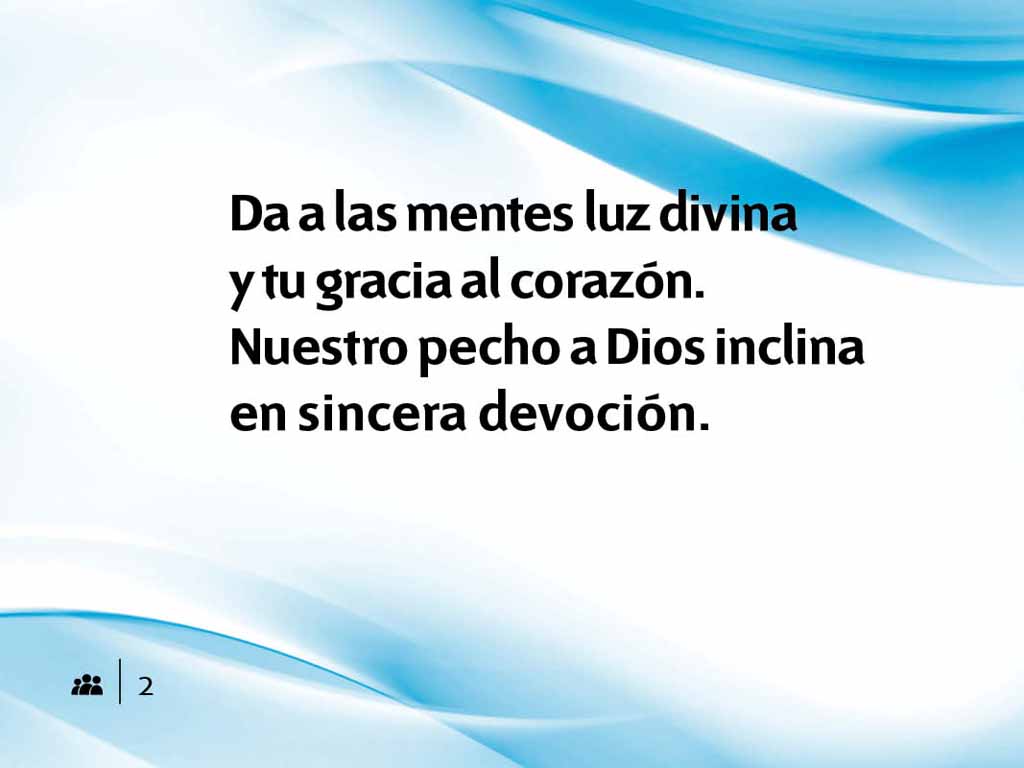 Da a las mentes luz divina
y tu gracia al corazón.
Nuestro pecho a Dios inclina
en sincera devoción.
2